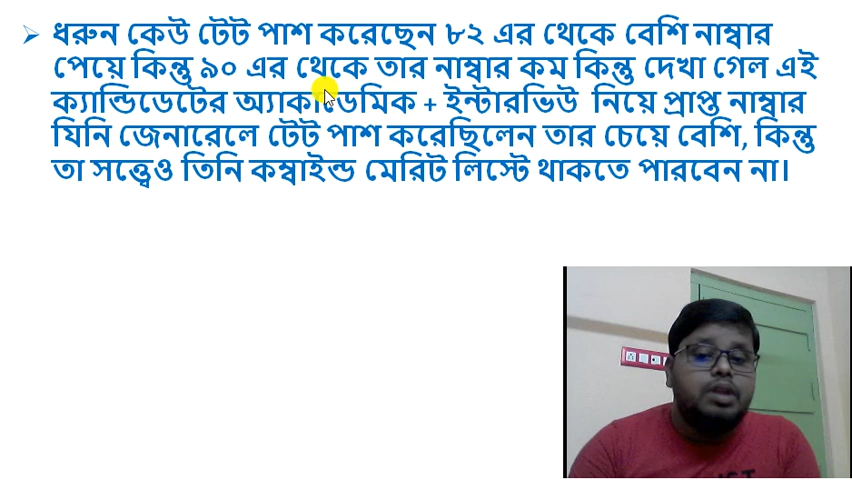 ধরুন কেউ টেট পাশ করেছেন ৮২ এর থেকে বেশি নাম্বার
পেয়ে কিন্তু ৯০ এর থেকে তার নাম্বার কম কিন্তু দেখা গেল এই
ক্যান্ডিডেটের অ্যাকাডেমিক + ইন্টারভিউ নিয়ে প্রাপ্ত নাম্বার
যিনি জেনারেলে টেট পাশ করেছিলেন তার চেয়ে বেশি, কিন্তু
তা সত্ত্বেও তিনি কম্বাইন্ড মেরিট লিস্টে থাকতে পারবেন না।